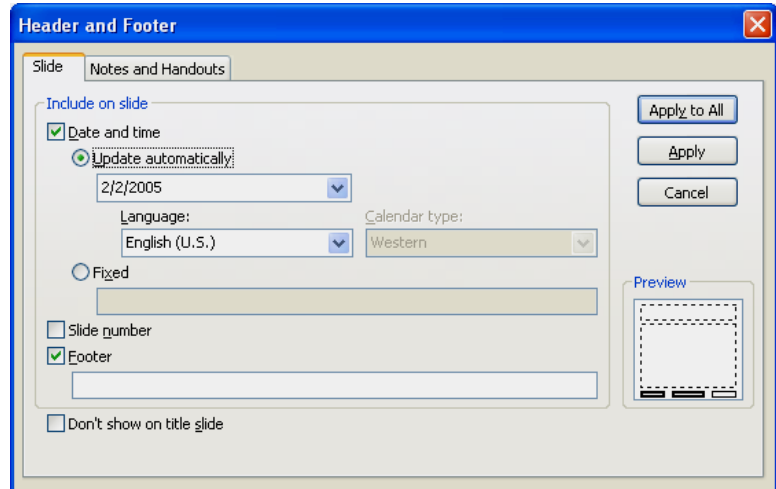 Header and Footer
Slide
Notes and Handouts
Include on slide
Date and time
Update automatically
2/2/2005
Language:
Calendar type:
English (U.S.)
Western
Fixed
Slide number
Footer
Don't show on title slide
Apply to All
Apply
Cancel
Preview